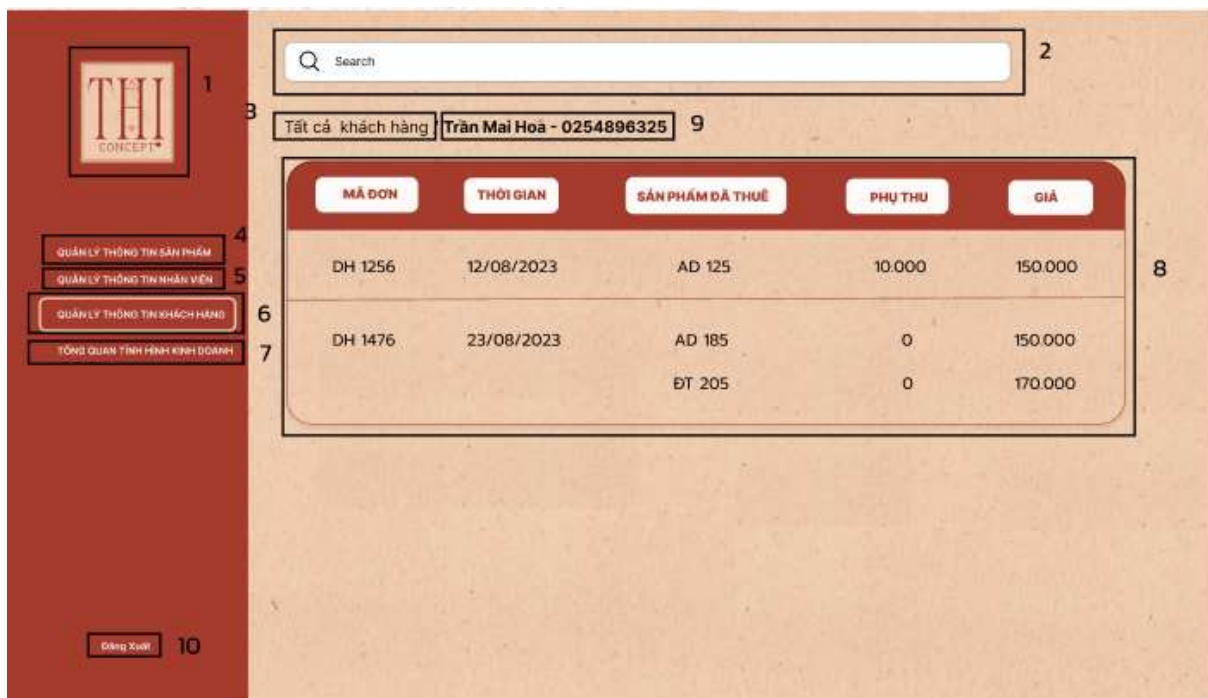 THI
CONCEPT
1
Search
2
3
Tất cả khách hàng / Trần Mai Hoà - 0254896325
9
MÃ ĐƠN THỜI GIAN SẢN PHẨM ĐÃ THUÊ PHỤ THU GIÁ
QUẢN LÝ THÔNG TIN SẢN PHẨM
4
QUẢN LÝ THÔNG TIN NHÂN VIÊN
5
QUẢN LÝ THÔNG TIN KHÁCH HÀNG
6
TỔNG QUAN TÌNH HÌNH KINH DOANH
7
DH 1256 12/08/2023 AD 125 10.000 150.000
8
DH 1476 23/08/2023 AD 185 0 150.000
ĐT 205 0 170.000
Đăng Xuất
10